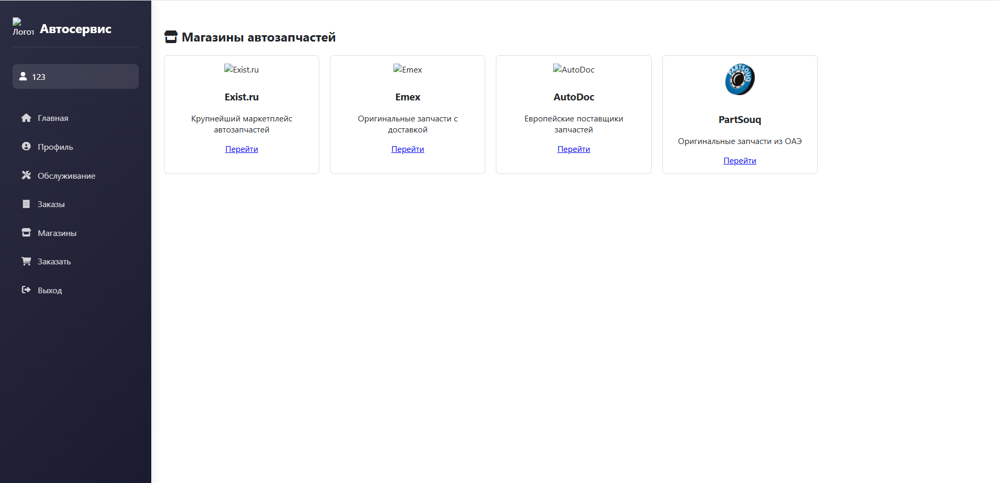 Логот
Автосервис
123
Главная
Профиль
Обслуживание
Заказы
Магазины
Заказать
Выход
Магазины автозапчастей
Exist.ru
Exist.ru
Крупнейший маркетплейс
автозапчастей
Перейти
Emex
Emex
Оригинальные запчасти с
доставкой
Перейти
AutoDoc
AutoDoc
Европейские поставщики
запчастей
Перейти
PARTSOUQ
PartSouq
Оригинальные запчасти из ОАЭ
Перейти